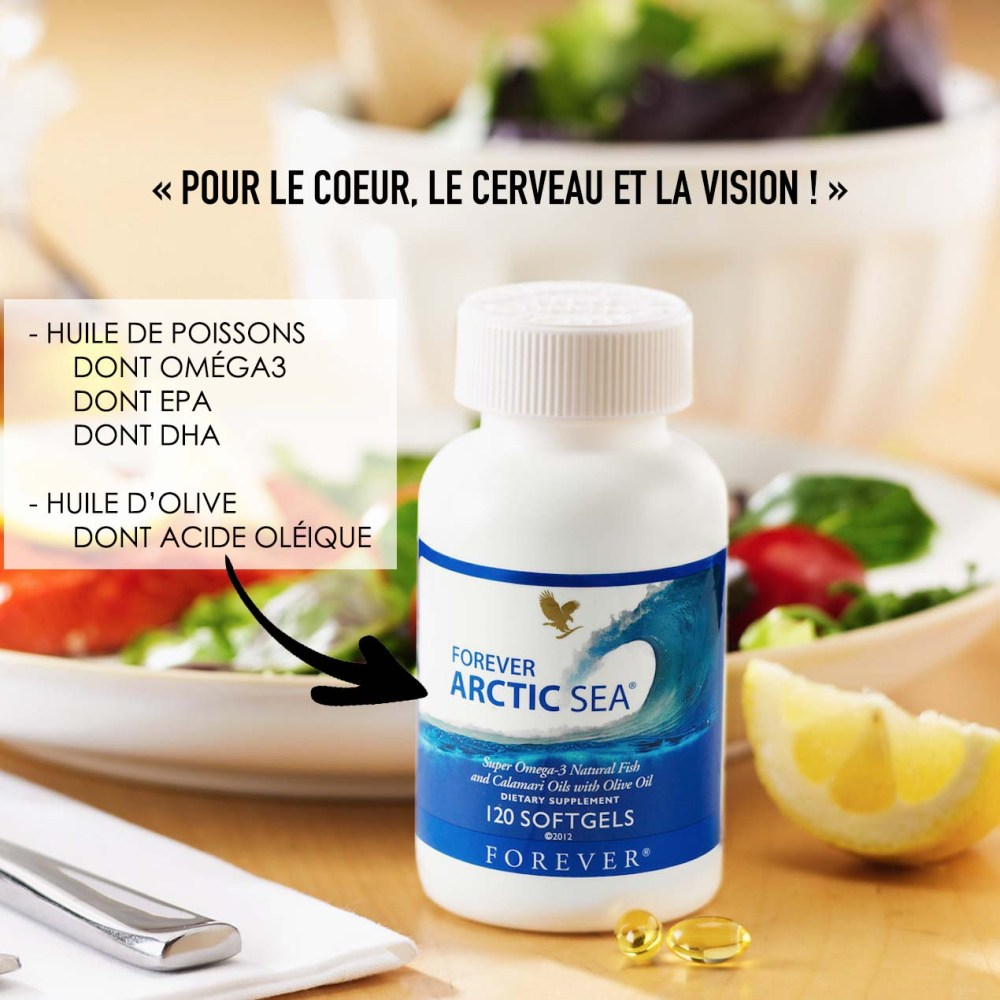 « POUR LE COEUR, LE CERVEAU ET LA VISION ! »
- HUILE DE POISSONS
DONT OMÉGA3
DONT EPA
DONT DHA
- HUILE D’OLIVE
DONT ACIDE OLÉIQUE
FOREVER
ARCTIC SEA®
Super Omega-3 Natural Fish
and Calamari Oils with Olive Oil
DIETARY SUPPLEMENT
120 SOFTGELS
©2012
FOREVER®